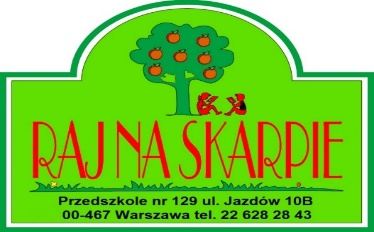 RAJ NA SKARPIE
Przedszkole nr 129 ul. Jazdów 10B
00-467 Warszawa tel. 22 628 28 43